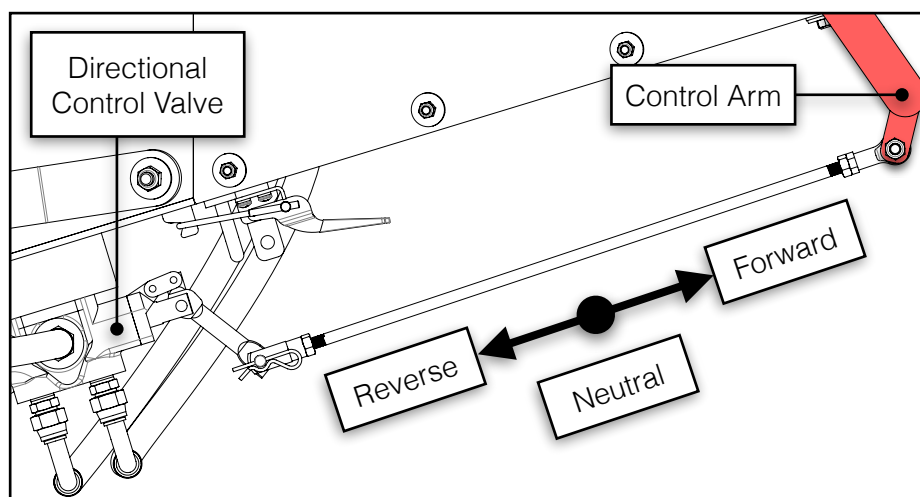 Directional
Control Valve
Control Arm
Forward
Reverse
Neutral